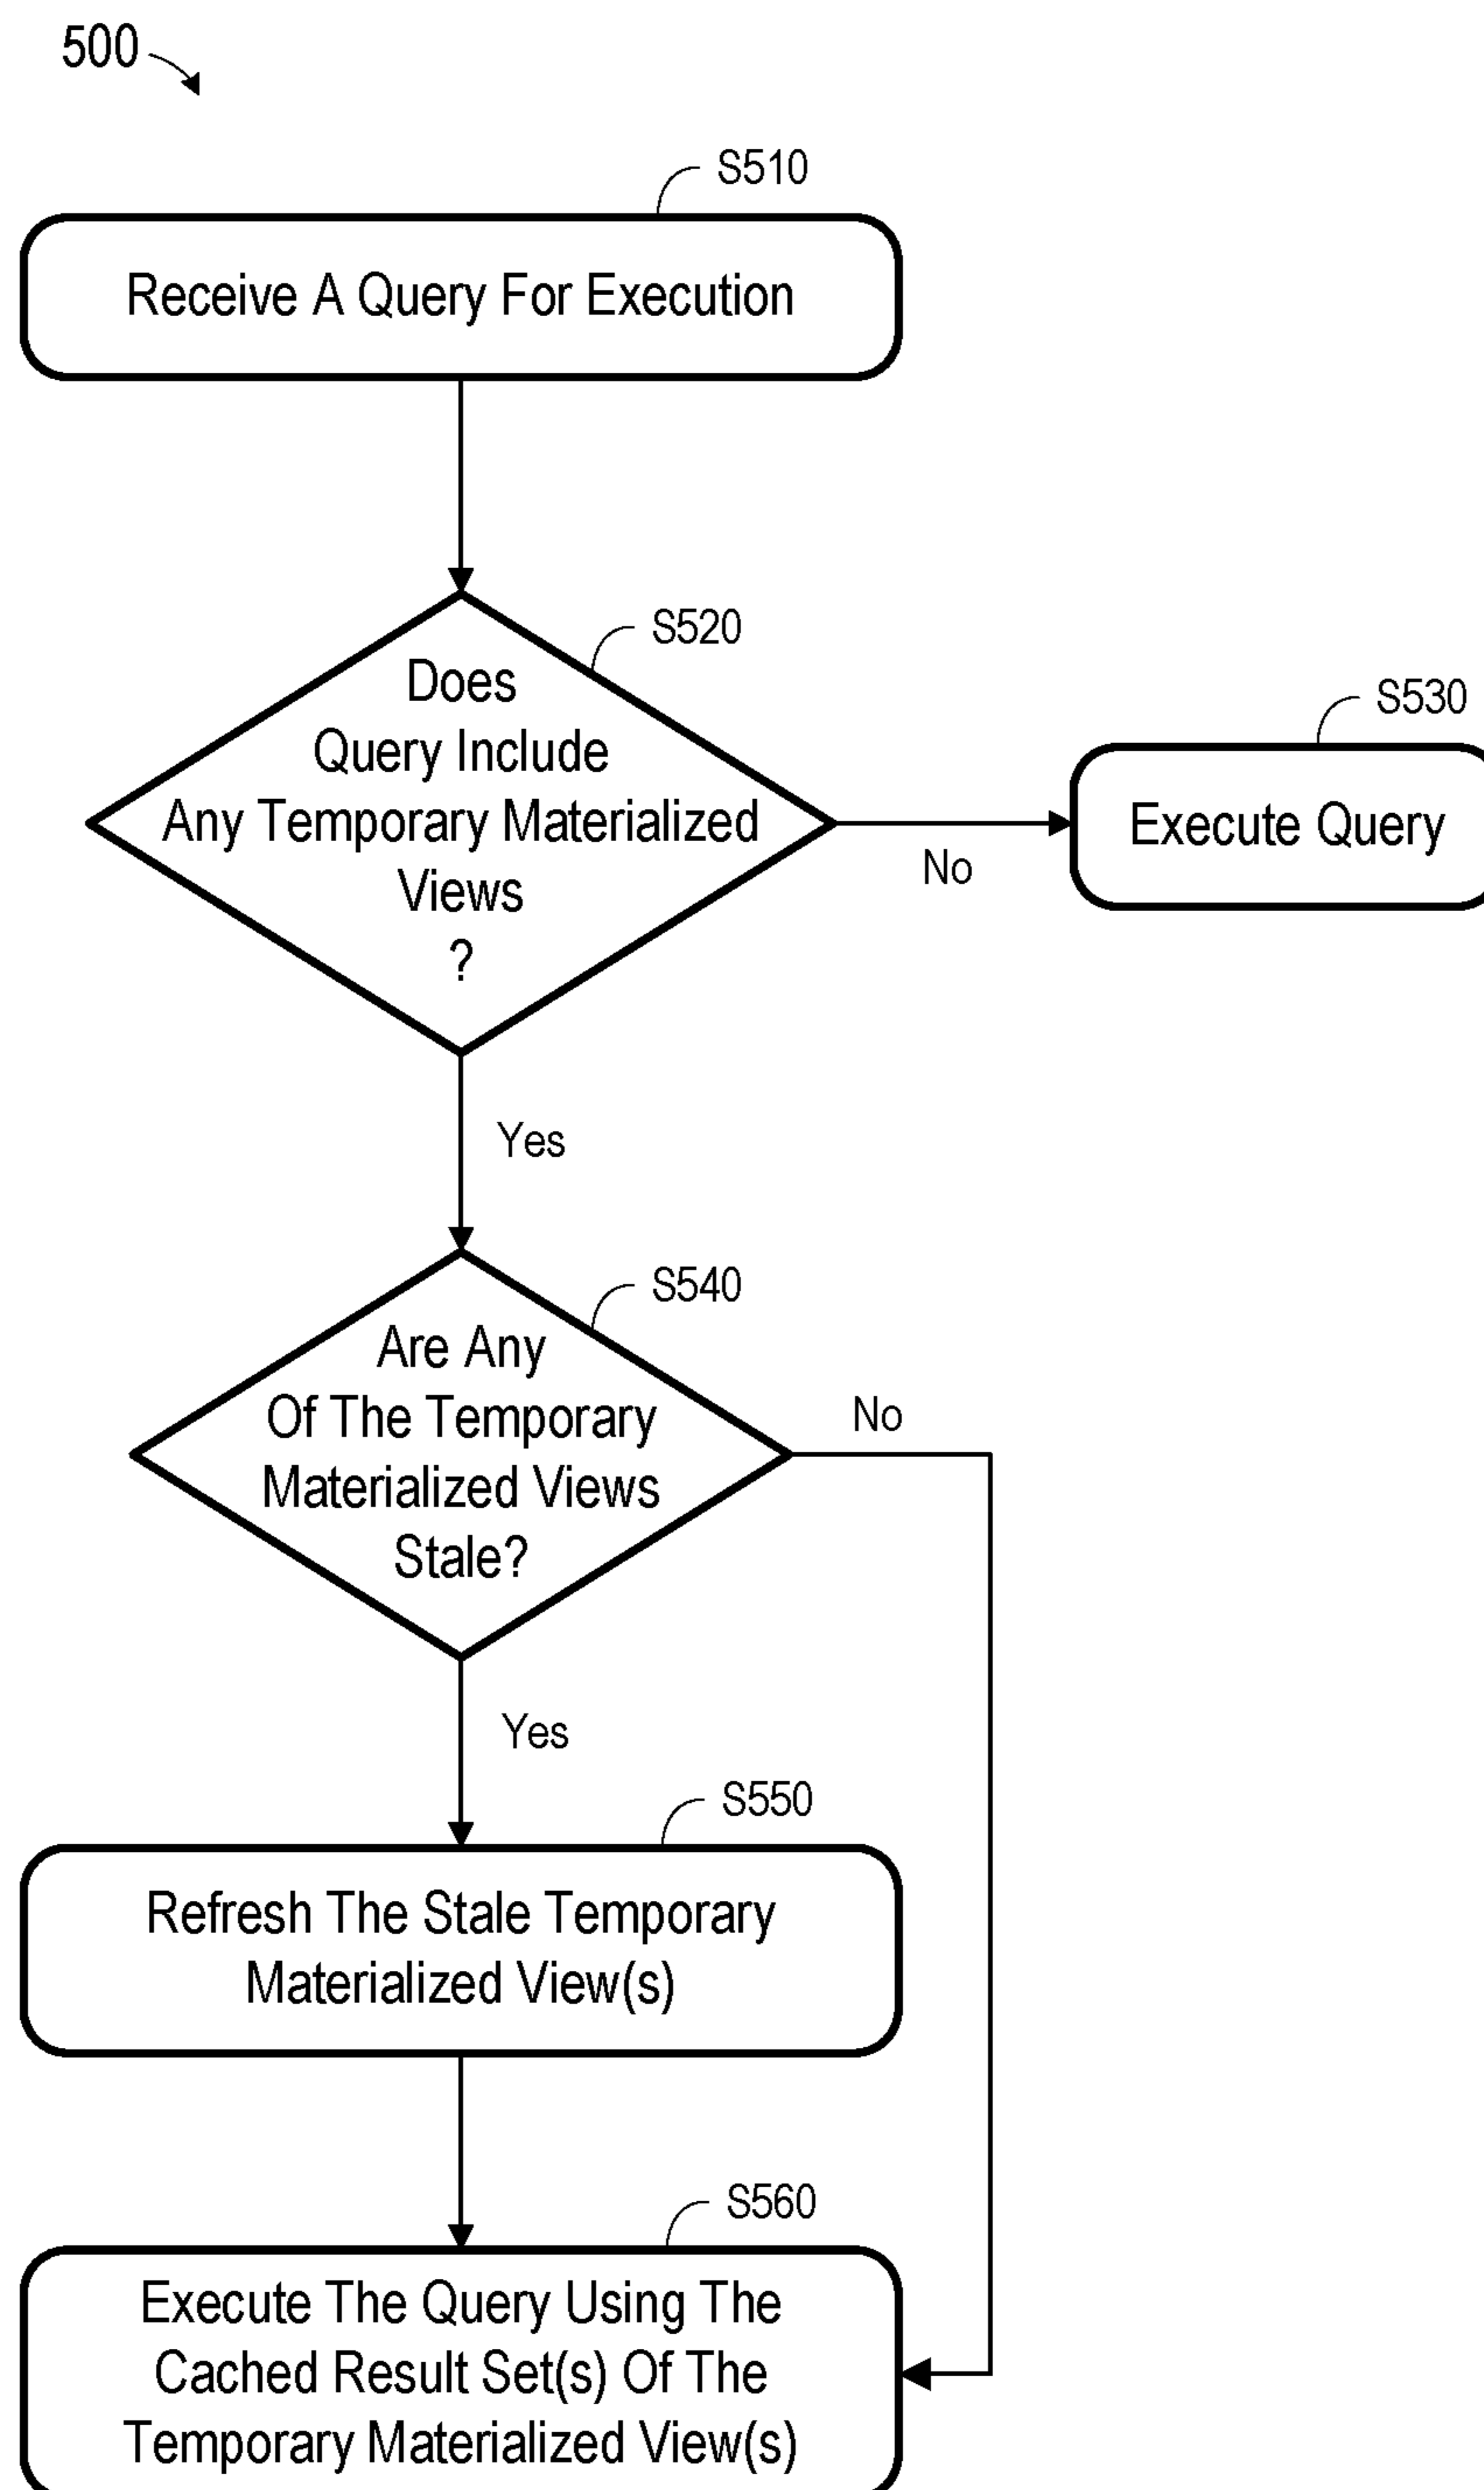 500
S510
Receive A Query For Execution
S520
Does
Query Include
Any Temporary Materialized
Views
?
No
S530
Execute Query
Yes
S540
Are Any
Of The Temporary
Materialized Views
Stale?
No
Yes
S550
Refresh The Stale Temporary
Materialized View(s)
S560
Execute The Query Using The
Cached Result Set(s) Of The
Temporary Materialized View(s)